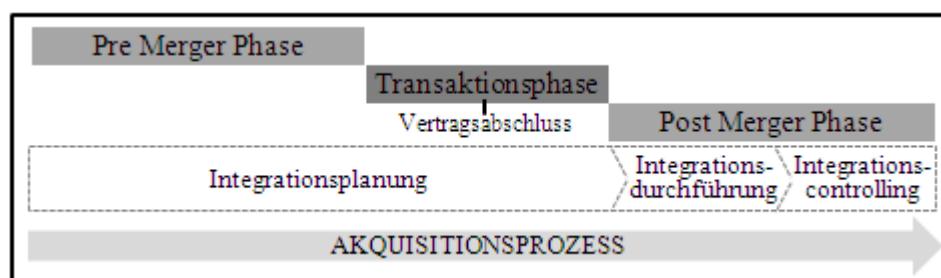 Pre Merger Phase
Transaktionsphase
Vertragsabschluss
Post Merger Phase
Integrationsplanung
Integrations-
durchführung
Integrations-
controlling
AKQUISITIONSPROZESS